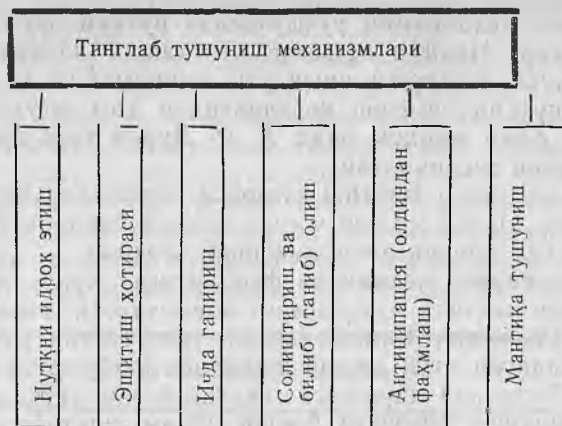 Тинглаб тушуниш механизмлари
Нутқни идрок этиш
Эшитиш хотираси
Ичда гапириш
Солиштириш ва
билиб (таниб) олиш
Антиципация (олдиндан
фаҳмлаш)
Мантиқа тушуниш